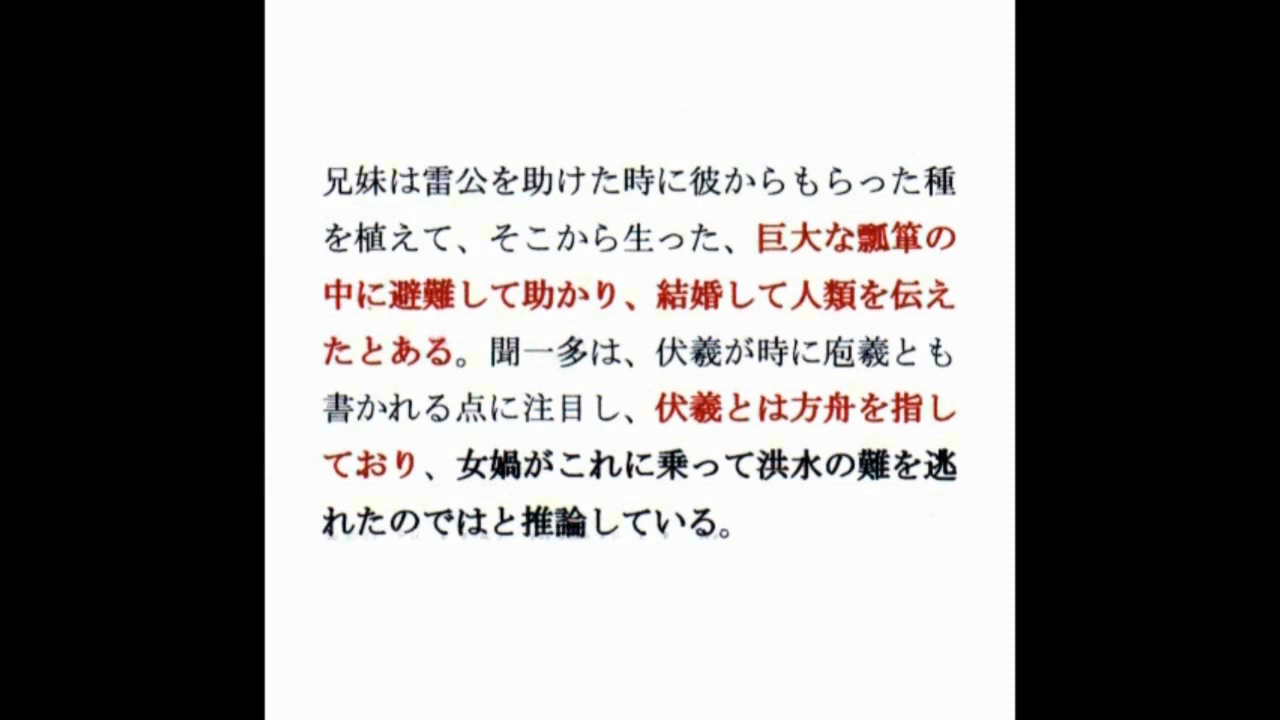 兄妹は雷公を助けた時に彼からもらった種
を植えて、そこから生った、巨大な瓢箪の
中に避難して助かり、結婚して人類を伝え
たとある。聞一多は、伏羲が時に庖羲とも
書かれる点に注目し、伏羲とは方舟を指し
ており、女媧がこれに乗って洪水の難を逃
れたのではと推論している。